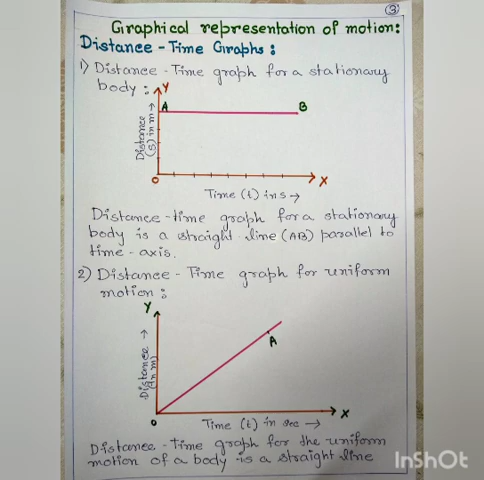 3
Graphical representation of motion:
Distance - Time Graphs:
1) Distance - Time graph for a stationary
body:
Y
A
B
Distance →
(s) in m
O
X
Time (t) in s →
Distance - time graph for a stationary
body is a straight line (AB) parallel to
time - axis.
2) Distance - Time graph for uniform
motion:
Y
A
Distance →
(in m)
O
X
Time (t) in sec →
Distance - time graph for the uniform
motion of a body is a straight line
InShOt